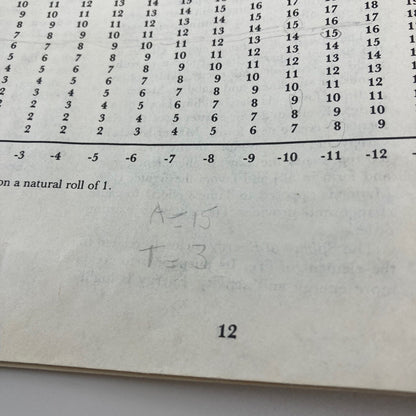 10 11 12 13 14 15
9 10 11 12 13 14 15 16 17 18
8 9 10 11 12 13 14 15 16 17
7 8 9 10 11 12 13 14 15 16
6 7 8 9 10 11 12 13 14 15
5 6 7 8 9 10 11 12 13 14
4 5 6 7 8 9 10 11 12 13
3 4 5 6 7 8 9 10 11 12
2 3 4 5 6 7 8 9 10 11
2 2 3 4 5 6 7 8 9 10
2 2 2 3 4 5 6 7 8 9
-3 -4 -5 -6 -7 -8 -9 -10 -11 -12
on a natural roll of 1.
A=15
T=3
12